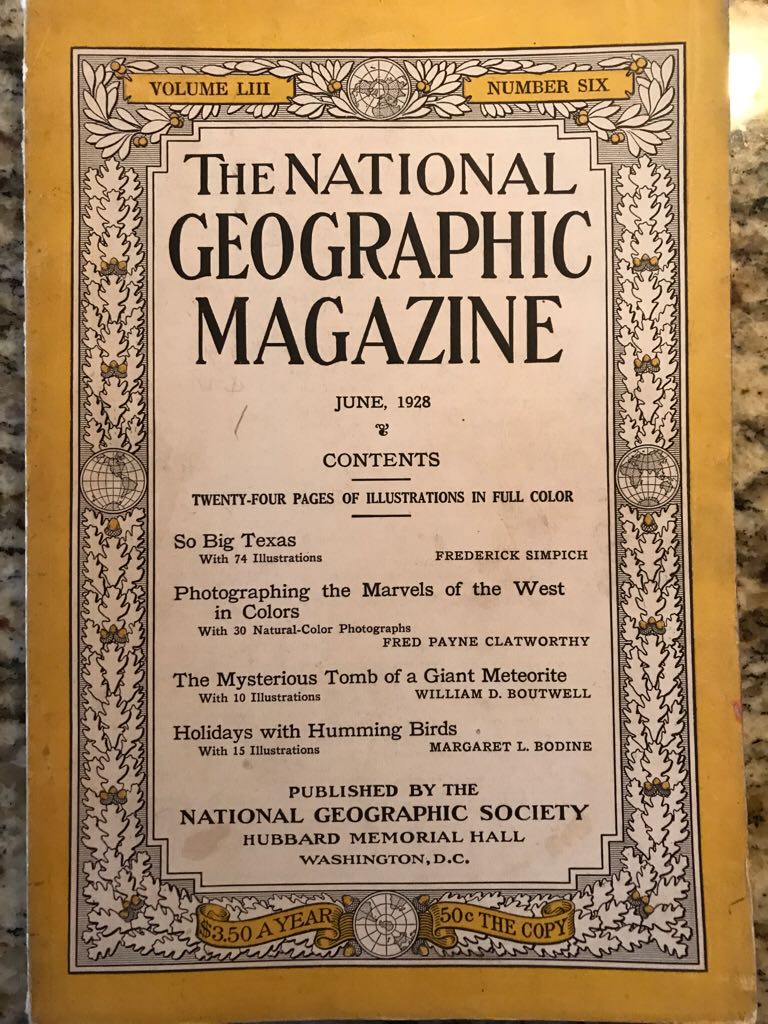 VOLUME LIII
NUMBER SIX
THE NATIONAL
GEOGRAPHIC
MAGAZINE
JUNE, 1928
CONTENTS
TWENTY-FOUR PAGES OF ILLUSTRATIONS IN FULL COLOR
So Big Texas
With 74 Illustrations FREDERICK SIMPICH
Photographing the Marvels of the West
in Colors
With 30 Natural-Color Photographs
FRED PAYNE CLATWORTHY
The Mysterious Tomb of a Giant Meteorite
With 10 Illustrations WILLIAM D. BOUTWELL
Holidays with Humming Birds
With 15 Illustrations MARGARET L. BODINE
PUBLISHED BY THE
NATIONAL GEOGRAPHIC SOCIETY
HUBBARD MEMORIAL HALL
WASHINGTON, D.C.
$3.50 A YEAR
50c THE COPY